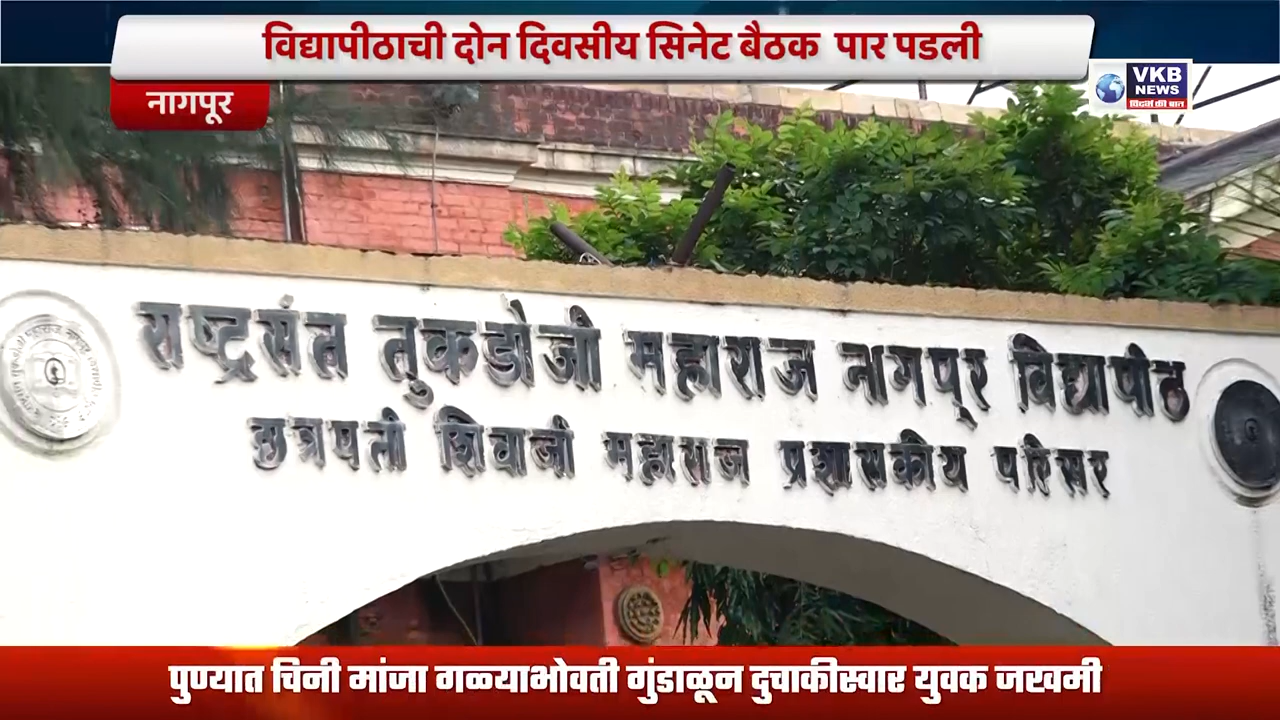 विद्यापीठाची दोन दिवसीय सिनेट बैठक पार पडली
नागपूर
VKB
NEWS
विदर्भ की बात
राष्ट्रसंत तुकडोजी महाराज नागपूर विद्यापीठ
छत्रपती शिवाजी महाराज प्रशासकीय परिसर
पुण्यात चिनी मांजा गळ्याभोवती गुंडाळून दुचाकीस्वार युवक जखमी